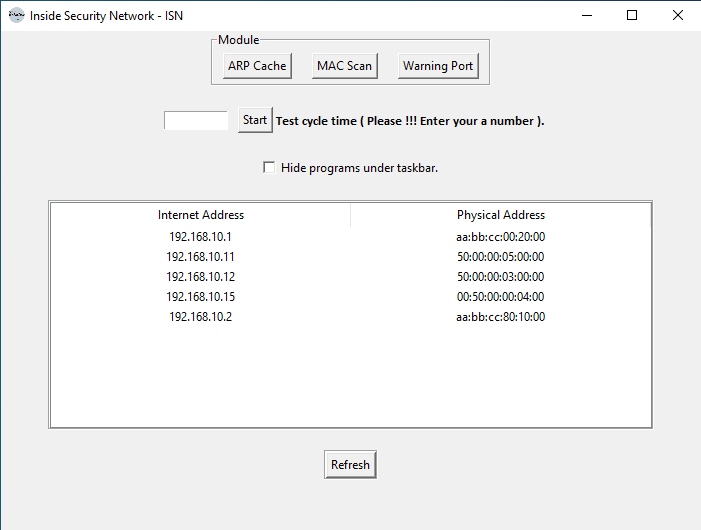 Inside Security Network - ISN
Module
ARP Cache MAC Scan Warning Port
Start Test cycle time ( Please !!! Enter your a number ).
Hide programs under taskbar.
Internet Address Physical Address
192.168.10.1 aa:bb:cc:00:20:00
192.168.10.11 50:00:00:05:00:00
192.168.10.12 50:00:00:03:00:00
192.168.10.15 00:50:00:00:04:00
192.168.10.2 aa:bb:cc:80:10:00
Refresh